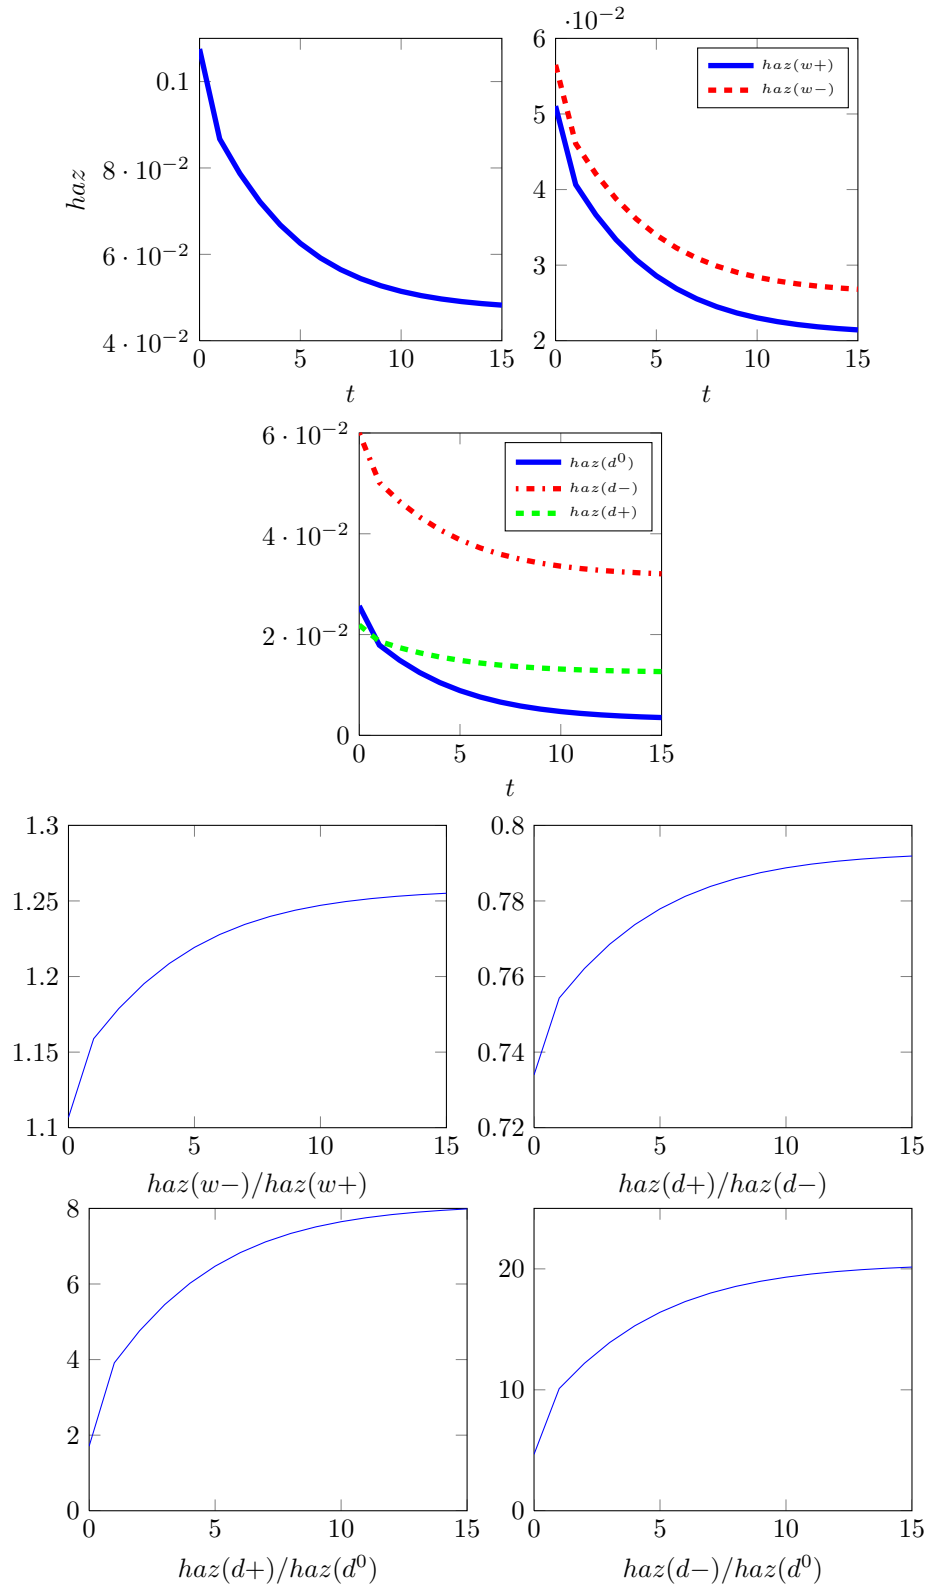 ·10⁻²
0.1
8 · 10⁻²
6 · 10⁻²
4 · 10⁻²
haz
0 5 10 15
t
6
5
4
3
2
haz(w+)
haz(w−)
0 5 10 15
t
6 · 10⁻²
4 · 10⁻²
2 · 10⁻²
0
haz(d⁰)
haz(d−)
haz(d+)
0 5 10 15
t
1.3
1.25
1.2
1.15
1.1
0 5 10 15
haz(w−)/haz(w+)
0.8
0.78
0.76
0.74
0.72
0 5 10 15
haz(d+)/haz(d−)
8
6
4
2
0
0 5 10 15
haz(d+)/haz(d⁰)
20
10
0
0 5 10 15
haz(d−)/haz(d⁰)